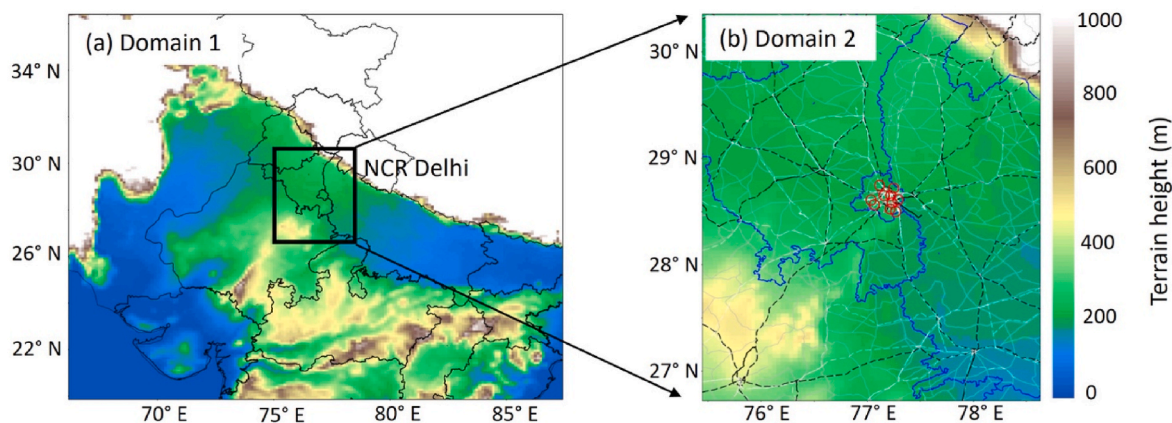 (a) Domain 1
34° N
30° N
26° N
22° N
70° E
75° E
80° E
85° E
NCR Delhi
(b) Domain 2
30° N
29° N
28° N
27° N
76° E
77° E
78° E
1000
800
600
400
200
0
Terrain height (m)